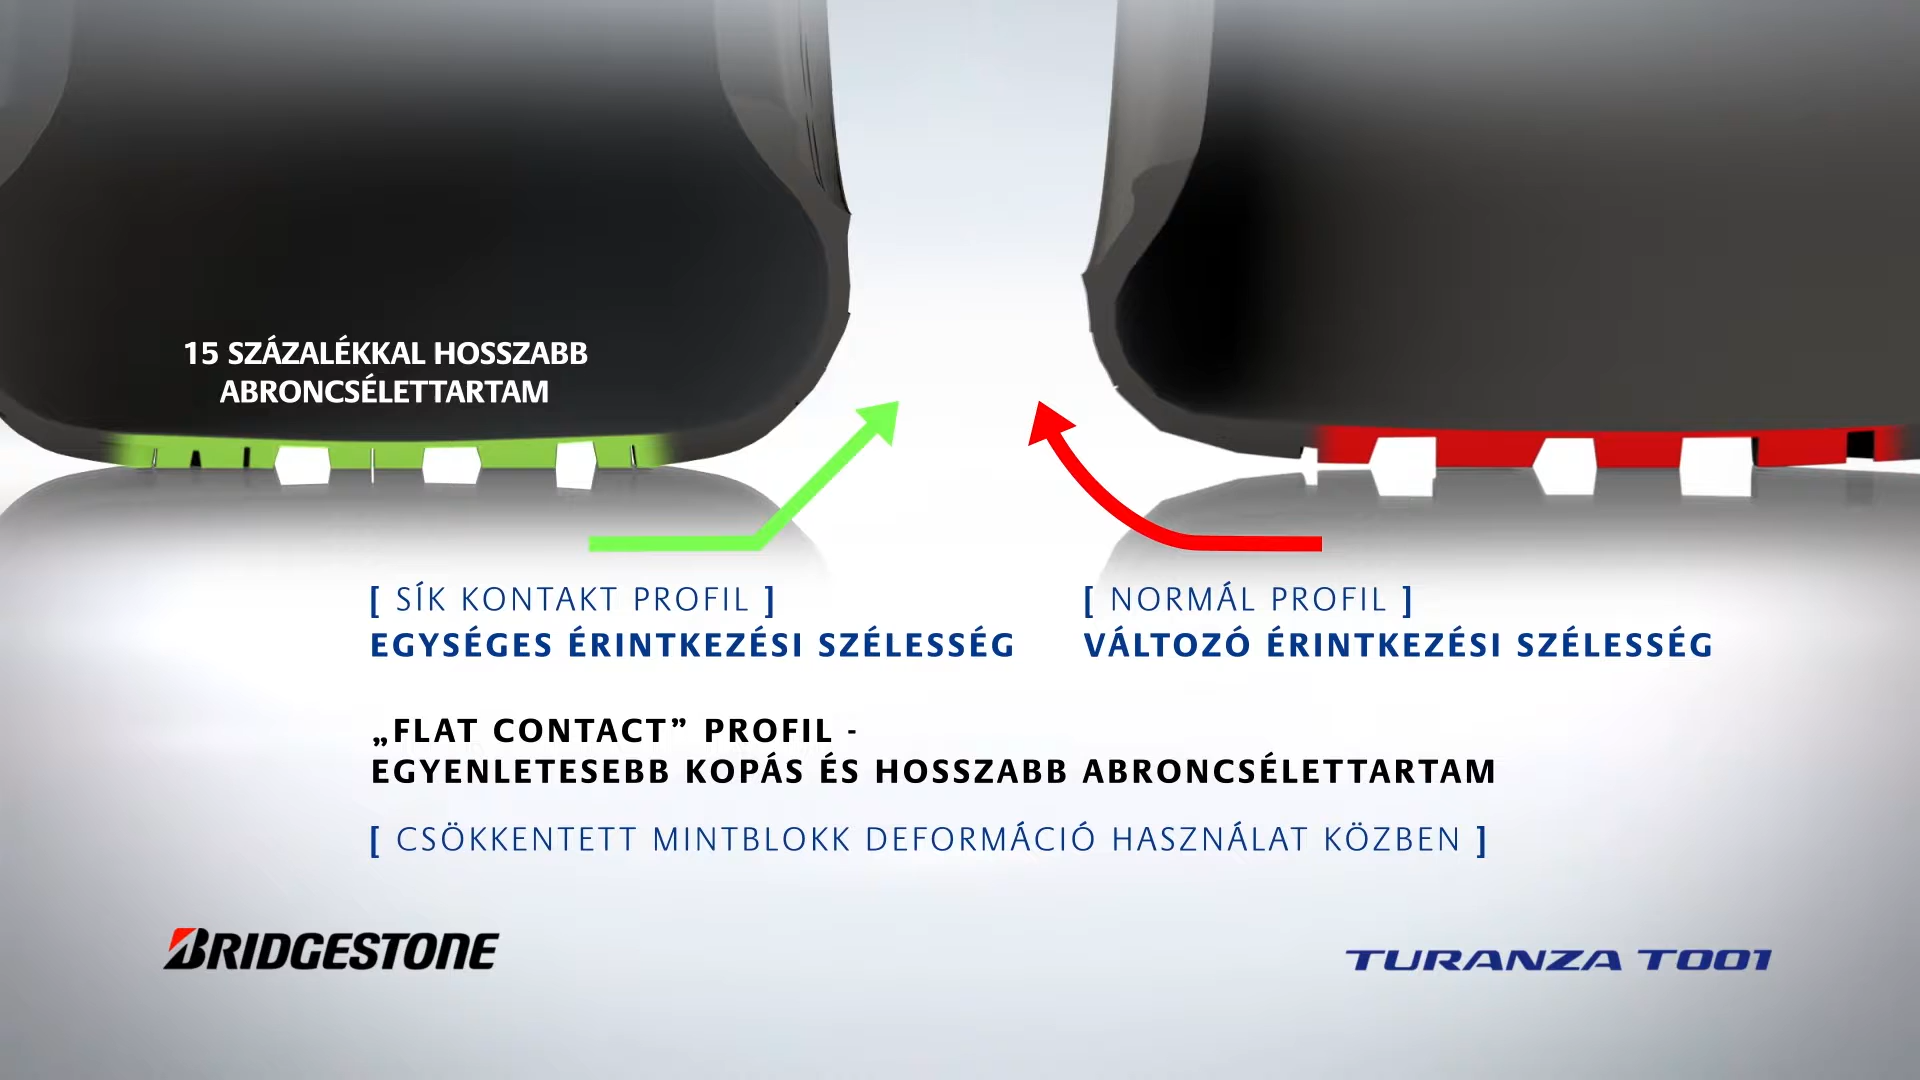 15 SZÁZALÉKKAL HOSSZABB
ABRONCSÉLETTARTAM
[ SÍK KONTAKT PROFIL ]
EGYSÉGES ÉRINTKEZÉSI SZÉLESSÉG
[ NORMÁL PROFIL ]
VÁLTOZÓ ÉRINTKEZÉSI SZÉLESSÉG
„FLAT CONTACT” PROFIL -
EGYENLETESEBB KOPÁS ÉS HOSSZABB ABRONCSÉLETTARTAM
[ CSÖKKENTETT MINTBLOKK DEFORMÁCIÓ HASZNÁLAT KÖZBEN ]
BRIDGESTONE
TURANZA T001